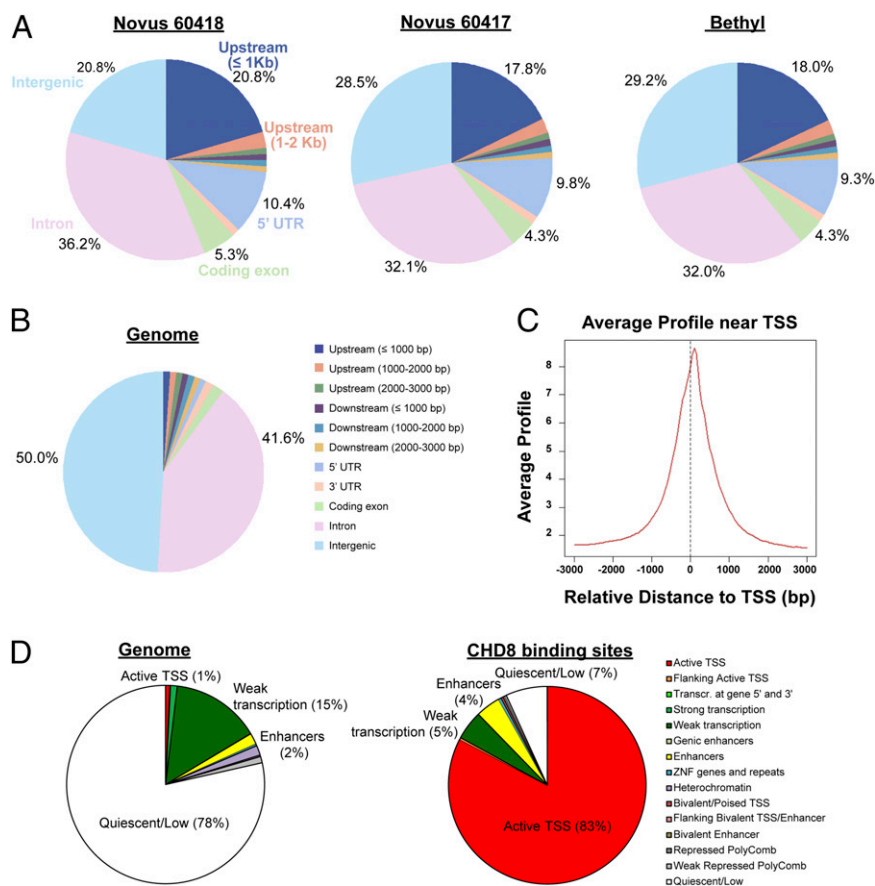 A
Novus 60418
Novus 60417
Bethyl
Upstream
(≤ 1Kb)
20.8%
20.8%
Intergenic
Upstream
(1-2 Kb)
10.4%
5' UTR
36.2%
Intron
5.3%
Coding exon
28.5%
17.8%
9.8%
4.3%
32.1%
29.2%
18.0%
9.3%
4.3%
32.0%
B
Genome
50.0%
41.6%
Upstream (≤ 1000 bp)
Upstream (1000-2000 bp)
Upstream (2000-3000 bp)
Downstream (≤ 1000 bp)
Downstream (1000-2000 bp)
Downstream (2000-3000 bp)
5' UTR
3' UTR
Coding exon
Intron
Intergenic
C
Average Profile near TSS
Average Profile
8
7
6
5
4
3
2
-3000 -2000 -1000 0 1000 2000 3000
Relative Distance to TSS (bp)
D
Genome
Active TSS (1%)
Weak
transcription (15%)
Enhancers
(2%)
Quiescent/Low (78%)
CHD8 binding sites
Quiescent/Low (7%)
Enhancers
(4%)
Weak
transcription
(5%)
Active TSS (83%)
Active TSS
Flanking Active TSS
Transcr. at gene 5' and 3'
Strong transcription
Weak transcription
Genic enhancers
Enhancers
ZNF genes and repeats
Heterochromatin
Bivalent/Poised TSS
Flanking Bivalent TSS/Enhancer
Bivalent Enhancer
Repressed PolyComb
Weak Repressed PolyComb
Quiescent/Low